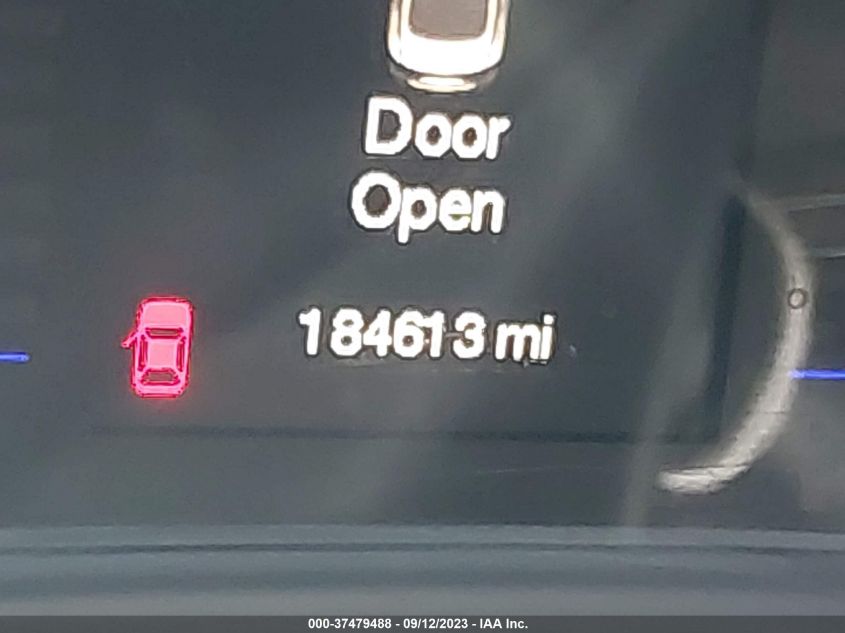 Door
Open
184613 mi
000-37479488 - 09/12/2023 - IAA Inc.